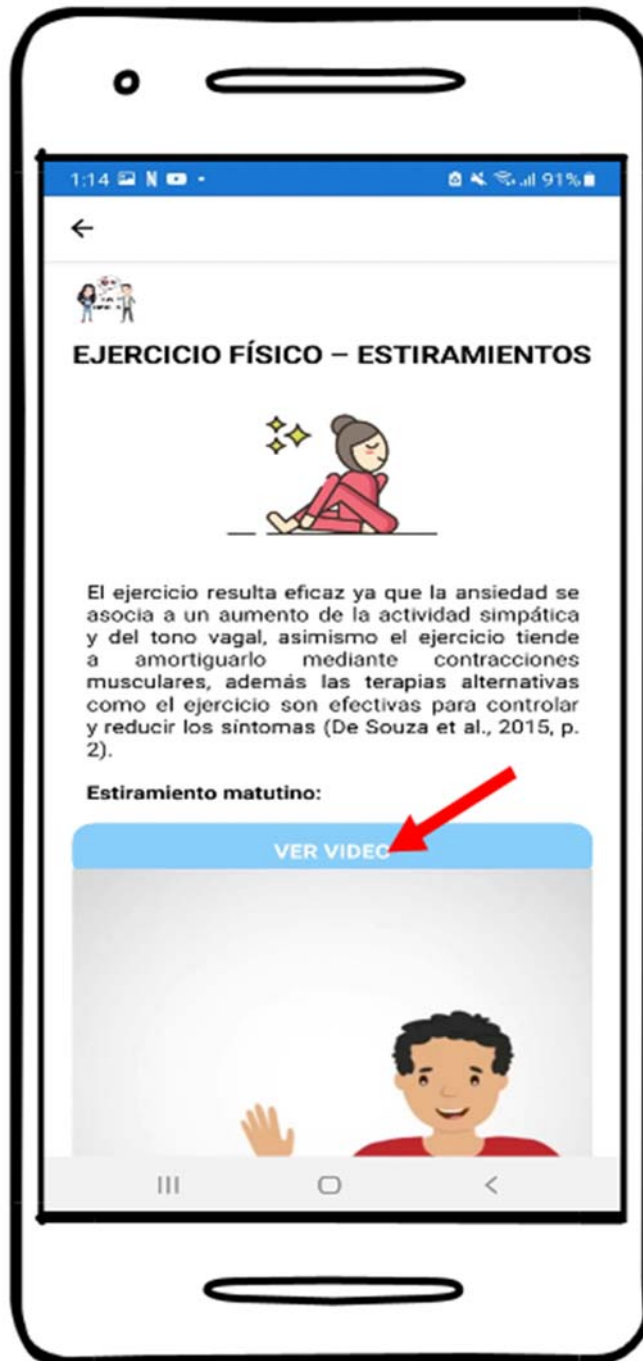 1:14 N 91%
EJERCICIO FÍSICO – ESTIRAMIENTOS
El ejercicio resulta eficaz ya que la ansiedad se
asocia a un aumento de la actividad simpática
y del tono vagal, asimismo el ejercicio tiende
a amortiguarlo mediante contracciones
musculares, además las terapias alternativas
como el ejercicio son efectivas para controlar
y reducir los síntomas (De Souza et al., 2015, p.
2).
Estiramiento matutino:
VER VIDEO